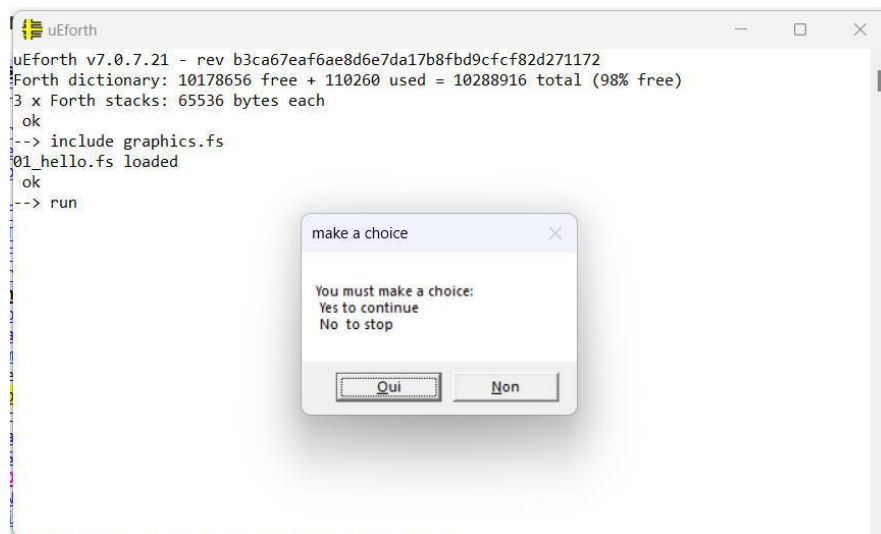 uEforth
uEforth v7.0.7.21 - rev b3ca67eaf6ae8d6e7da17b8fbd9cfcf82d271172
Forth dictionary: 10178656 free + 110260 used = 10288916 total (98% free)
3 x Forth stacks: 65536 bytes each
ok
--> include graphics.fs
01_hello.fs loaded
ok
--> run
make a choice
You must make a choice:
Yes to continue
No to stop
Oui
Non